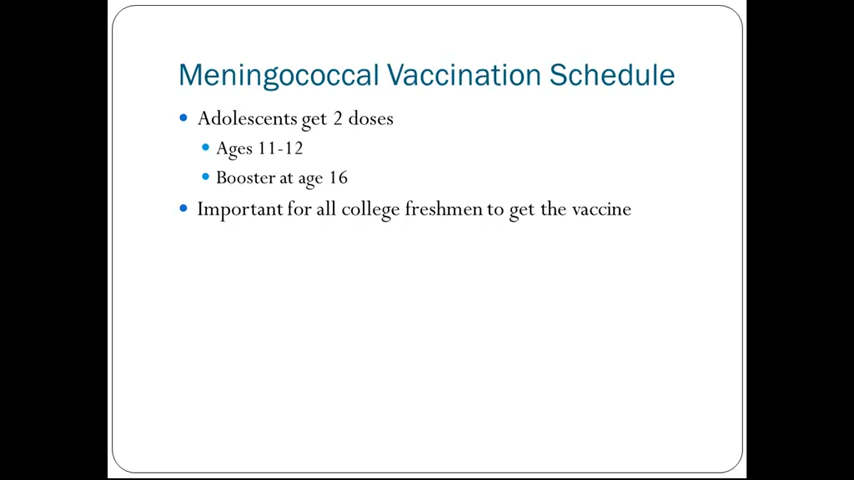 Meningococcal Vaccination Schedule
Adolescents get 2 doses
Ages 11-12
Booster at age 16
Important for all college freshmen to get the vaccine